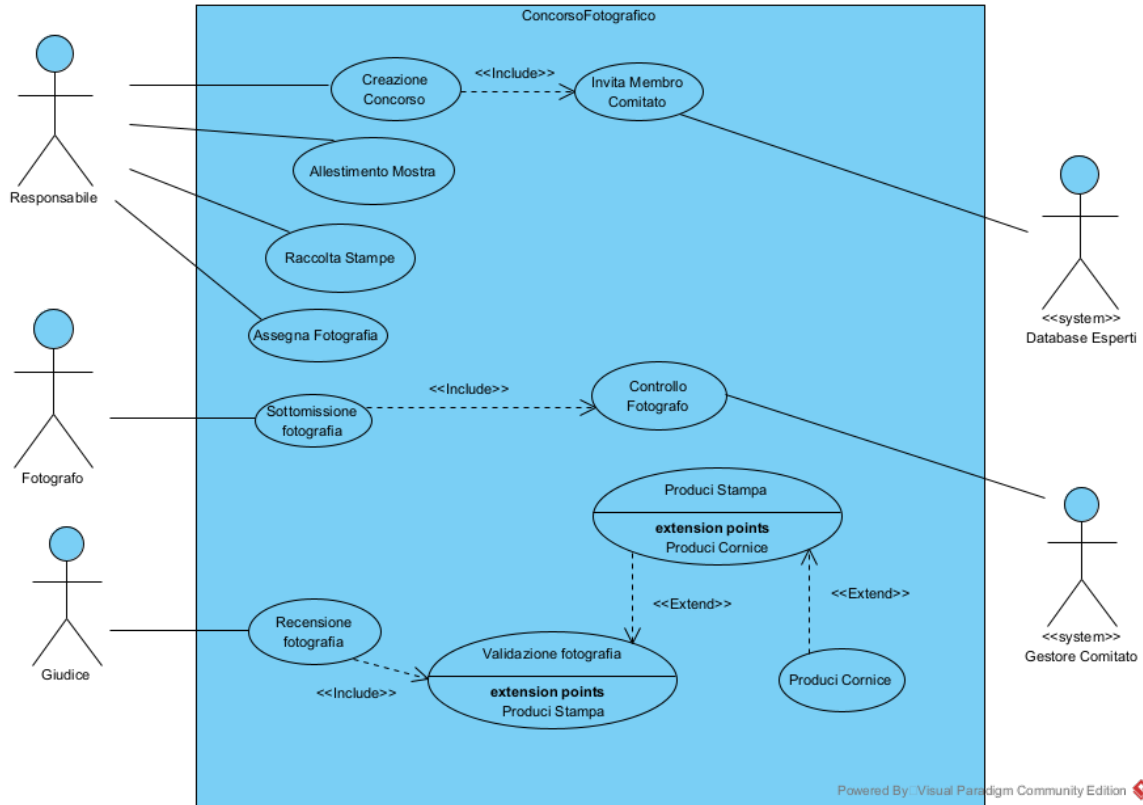 ConcorsoFotografico
Creazione
Concorso
<<Include>>
Invita Membro
Comitato
Responsabile
Allestimento Mostra
Raccolta Stampe
Assegna Fotografia
<<system>>
Database Esperti
Fotografo
Sottomissione
fotografia
<<Include>>
Controllo
Fotografo
Produci Stampa
extension points
Produci Cornice
<<Extend>>
<<Extend>>
Giudice
Recensione
fotografia
<<Include>>
Validazione fotografia
extension points
Produci Stampa
Produci Cornice
<<system>>
Gestore Comitato
Powered By Visual Paradigm Community Edition